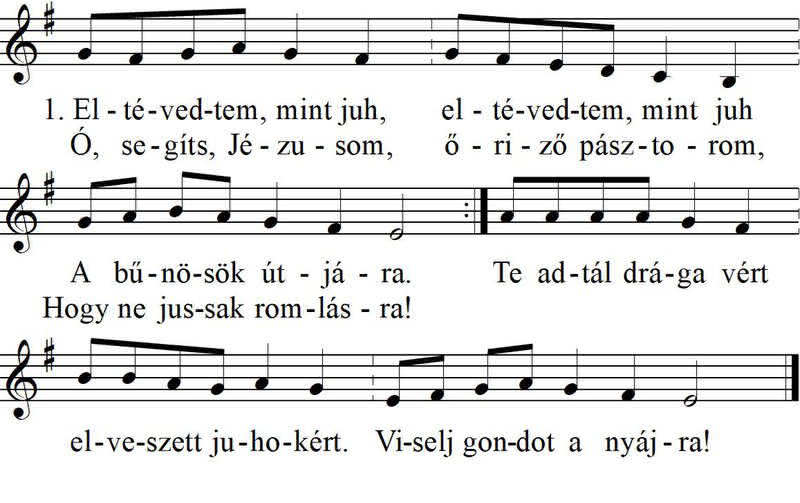 1. El - té-ved-tem, mint juh, el - té-ved-tem, mint juh
Ó, se-gíts, Jé-zu-som, ő-ri-ző pász-to-rom,
A bű-nö-sök út-já-ra. Te ad-tál drá-ga vért
Hogy ne jus-sak rom-lás-ra!
el-ve-szett ju-ho-kért. Vi-selj gon-dot a nyáj-ra!